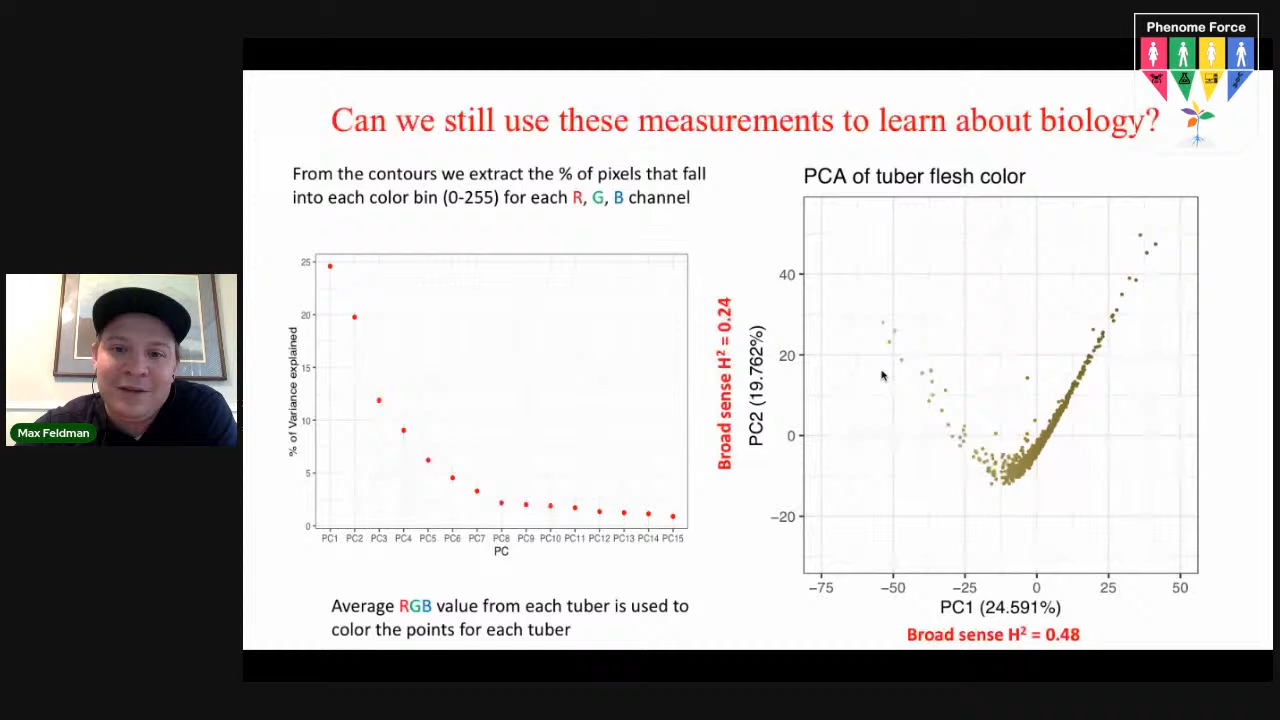 Phenome Force
Can we still use these measurements to learn about biology?
From the contours we extract the % of pixels that fall
into each color bin (0-255) for each R, G, B channel
% of Variance explained
25
20
15
10
5
0
PC1 PC2 PC3 PC4 PC5 PC6 PC7 PC8 PC9 PC10 PC11 PC12 PC13 PC14 PC15
PC
Average RGB value from each tuber is used to
color the points for each tuber
PCA of tuber flesh color
Broad sense H² = 0.24
PC2 (19.762%)
40
20
0
−20
−75 −50 −25 0 25 50
PC1 (24.591%)
Broad sense H² = 0.48
Max Feldman